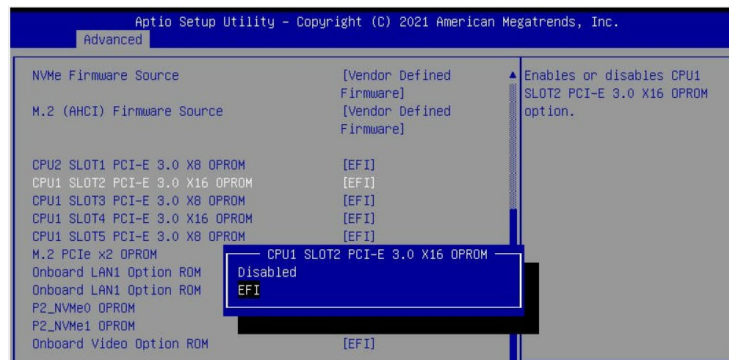 Aptio Setup Utility – Copyright (C) 2021 American Megatrends, Inc.
Advanced
NVMe Firmware Source [Vendor Defined
Firmware]
M.2 (AHCI) Firmware Source [Vendor Defined
Firmware]
CPU2 SLOT1 PCI-E 3.0 X8 OPROM [EFI]
CPU1 SLOT2 PCI-E 3.0 X16 OPROM [EFI]
CPU1 SLOT3 PCI-E 3.0 X8 OPROM [EFI]
CPU1 SLOT4 PCI-E 3.0 X16 OPROM [EFI]
CPU1 SLOT5 PCI-E 3.0 X8 OPROM [EFI]
M.2 PCIe x2 OPROM
Onboard LAN1 Option ROM
Onboard LAN1 Option ROM
P2_NVMe0 OPROM
P2_NVMe1 OPROM
Onboard Video Option ROM [EFI]
CPU1 SLOT2 PCI-E 3.0 X16 OPROM
Disabled
EFI
Enables or disables CPU1
SLOT2 PCI-E 3.0 X16 OPROM
option.